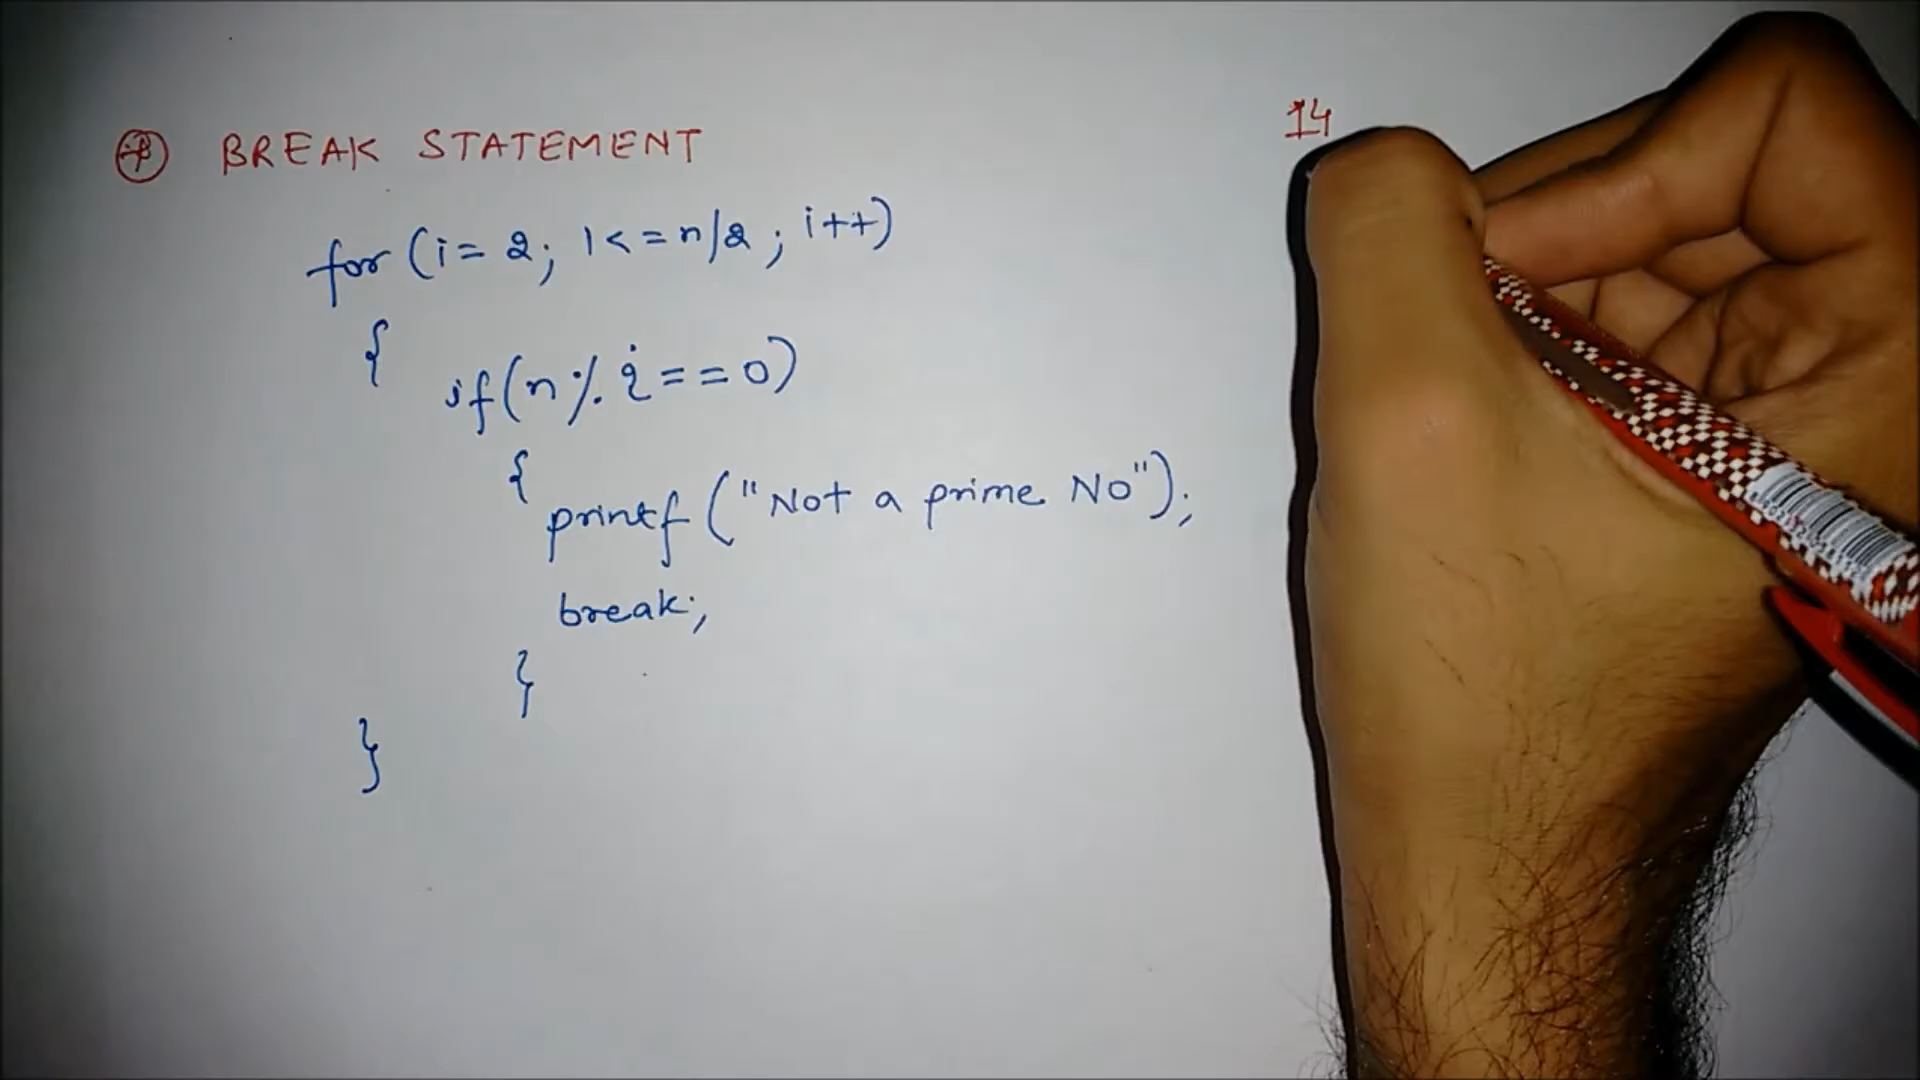 BREAK STATEMENT
14
for (i= 2; i<=n/2; i++)
{
if(n% i==0)
{
printf ("Not a prime NO");
break;
}
}